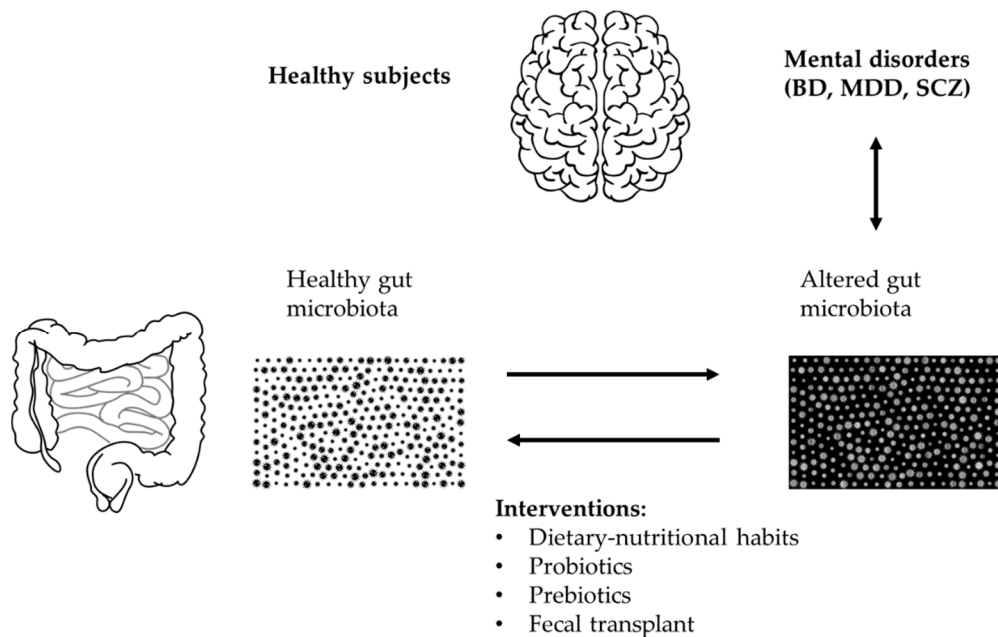 Healthy subjects
Mental disorders
(BD, MDD, SCZ)
Healthy gut
microbiota
Altered gut
microbiota
Interventions:
• Dietary-nutritional habits
• Probiotics
• Prebiotics
• Fecal transplant